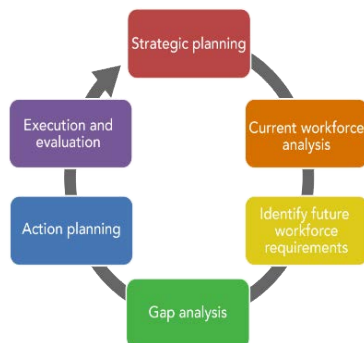 Strategic planning
Current workforce
analysis
Identify future
workforce
requirements
Gap analysis
Action planning
Execution and
evaluation